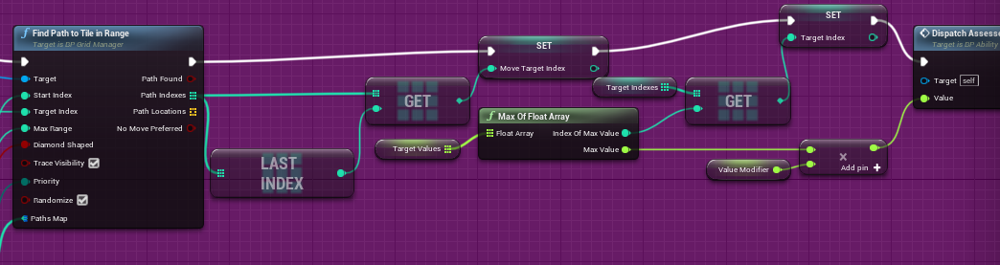 Find Path to Tile in Range
Target is DP Grid Manager
Target
Path Found
Start Index
Path Indexes
Target Index
Path Locations
Max Range
No Move Preferred
Diamond Shaped
Trace Visibility
Priority
Randomize
Paths Map
LAST
INDEX
GET
Target Values
SET
Move Target Index
Max Of Float Array
Float Array
Index Of Max Value
Max Value
Target Indexes
GET
Value Modifier
SET
Target Index
×
Add pin +
Dispatch Assesse
Target is DP Ability
Target self
Value